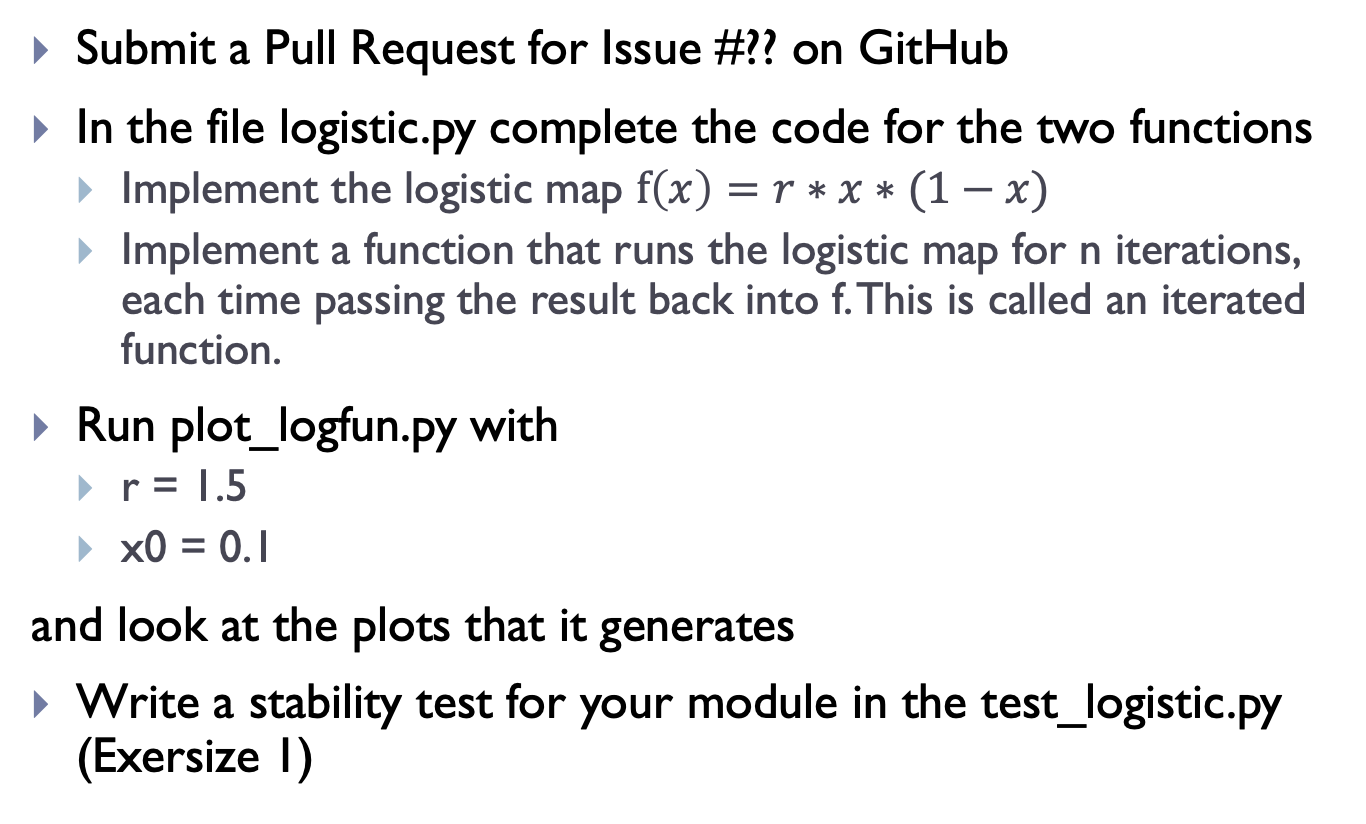 Submit a Pull Request for Issue #?? on GitHub
In the file logistic.py complete the code for the two functions
Implement the logistic map f(x) = r ∗ x ∗ (1 − x)
Implement a function that runs the logistic map for n iterations,
each time passing the result back into f. This is called an iterated
function.
Run plot_logfun.py with
r = 1.5
x0 = 0.1
and look at the plots that it generates
Write a stability test for your module in the test_logistic.py
(Exersize 1)